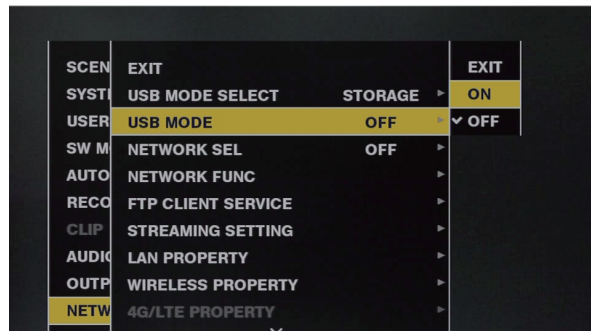 SCEN
SYST
USER
SW M
AUTO
RECO
CLIP
AUDIO
OUTP
NETW
EXIT
USB MODE SELECT STORAGE
USB MODE OFF
NETWORK SEL OFF
NETWORK FUNC
FTP CLIENT SERVICE
STREAMING SETTING
LAN PROPERTY
WIRELESS PROPERTY
4G/LTE PROPERTY
EXIT
ON
OFF